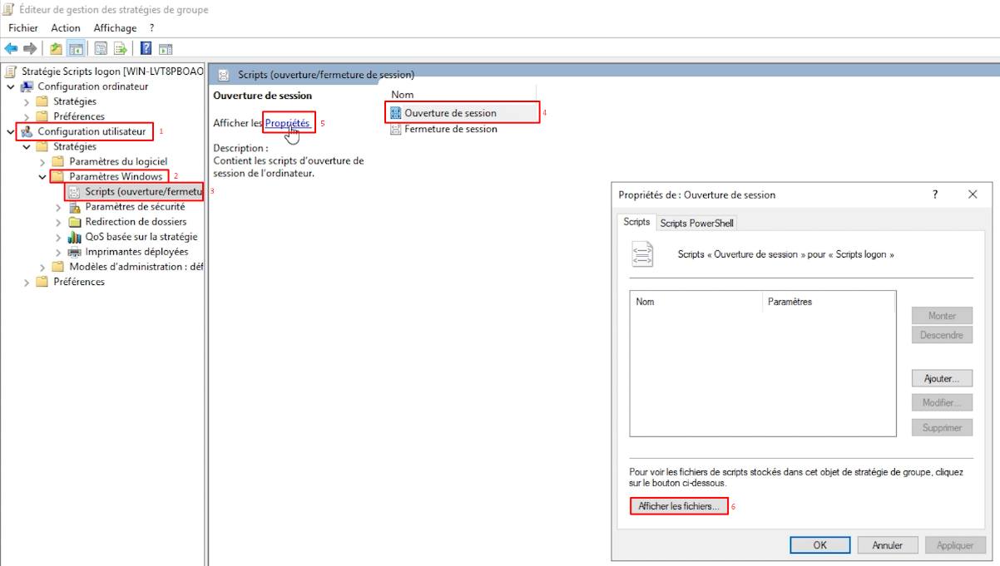 Éditeur de gestion des stratégies de groupe
Fichier Action Affichage ?
Stratégie Scripts logon [WIN-LVT8PBOAO
Configuration ordinateur
Stratégies
Préférences
Configuration utilisateur 1
Stratégies
Paramètres du logiciel
Paramètres Windows 2
Scripts (ouverture/fermetu 3
Paramètres de sécurité
Redirection de dossiers
QoS basée sur la stratégie
Imprimantes déployées
Modèles d'administration : déf
Préférences
Scripts (ouverture/fermeture de session)
Ouverture de session
Afficher les Propriétés 5
Description :
Contient les scripts d'ouverture de
session de l'ordinateur.
Nom
Ouverture de session 4
Fermeture de session
Propriétés de : Ouverture de session ?
Scripts Scripts PowerShell
Scripts « Ouverture de session » pour « Scripts logon »
Nom Paramètres
Monter
Descendre
Ajouter...
Modifier...
Supprimer
Pour voir les fichiers de scripts stockés dans cet objet de stratégie de groupe, cliquez
sur le bouton ci-dessous.
Afficher les fichiers... 6
OK Annuler Appliquer